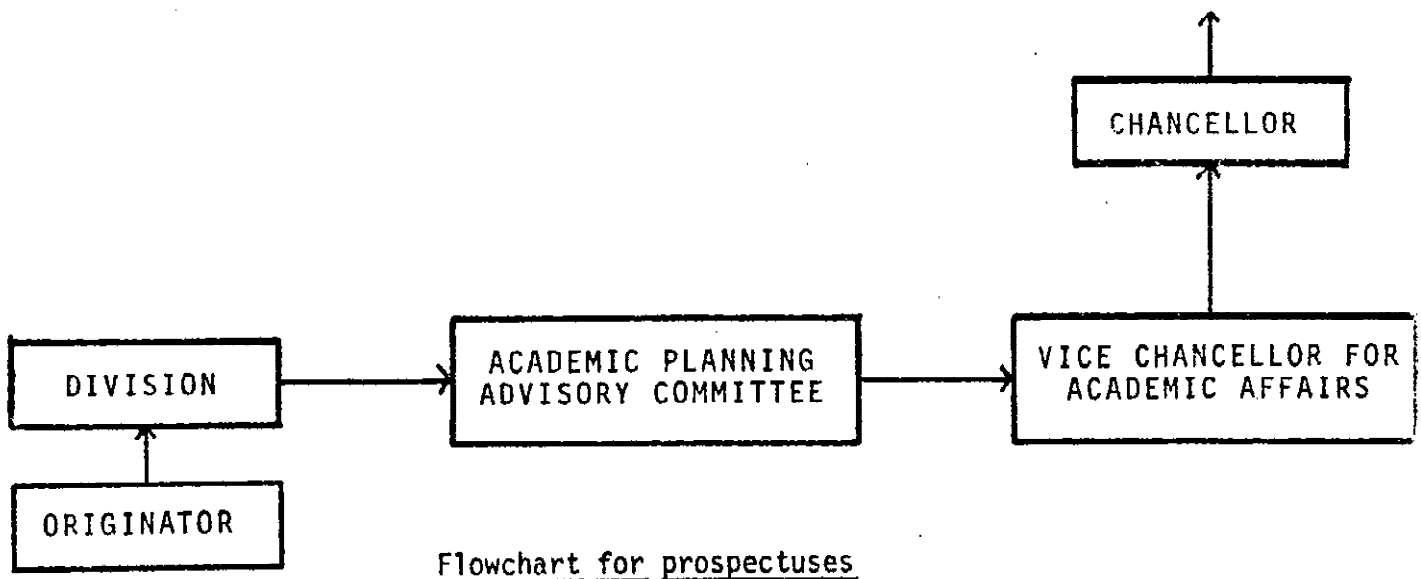 CHANCELLOR
VICE CHANCELLOR FOR
ACADEMIC AFFAIRS
ACADEMIC PLANNING
ADVISORY COMMITTEE
DIVISION
ORIGINATOR
Flowchart for prospectuses